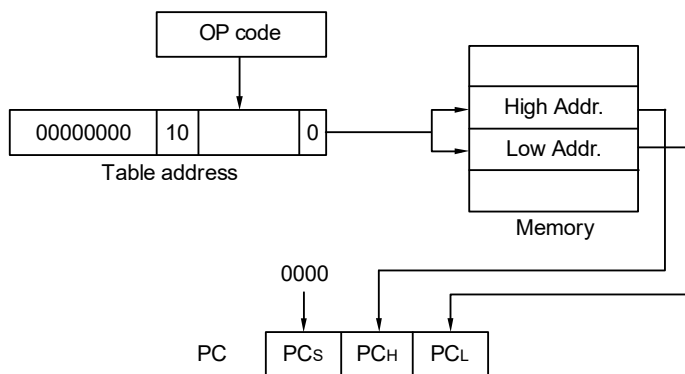 OP code
00000000 10 0
High Addr.
Low Addr.
Table address
Memory
0000
PC PCS PCH PCL